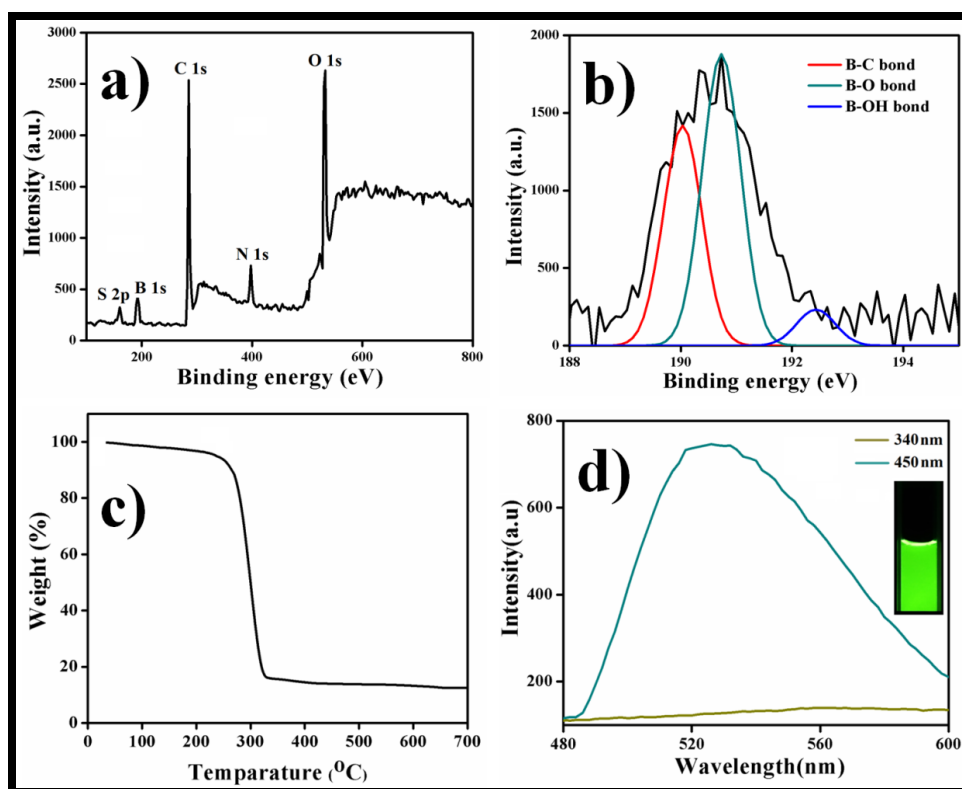 a)
C 1s
O 1s
N 1s
S 2p
B 1s
3000
2500
2000
1500
1000
500
0
200
400
600
800
Intensity (a.u.)
Binding energy (eV)
b)
B-C bond
B-O bond
B-OH bond
2000
1500
1000
500
0
188
190
192
194
Intensity (a.u.)
Binding energy (eV)
c)
100
80
60
40
20
0
0
100
200
300
400
500
600
700
Weight (%)
Temparature (⁰C)
d)
340 nm
450 nm
800
600
400
200
480
520
560
600
Intensity(a.u)
Wavelength(nm)